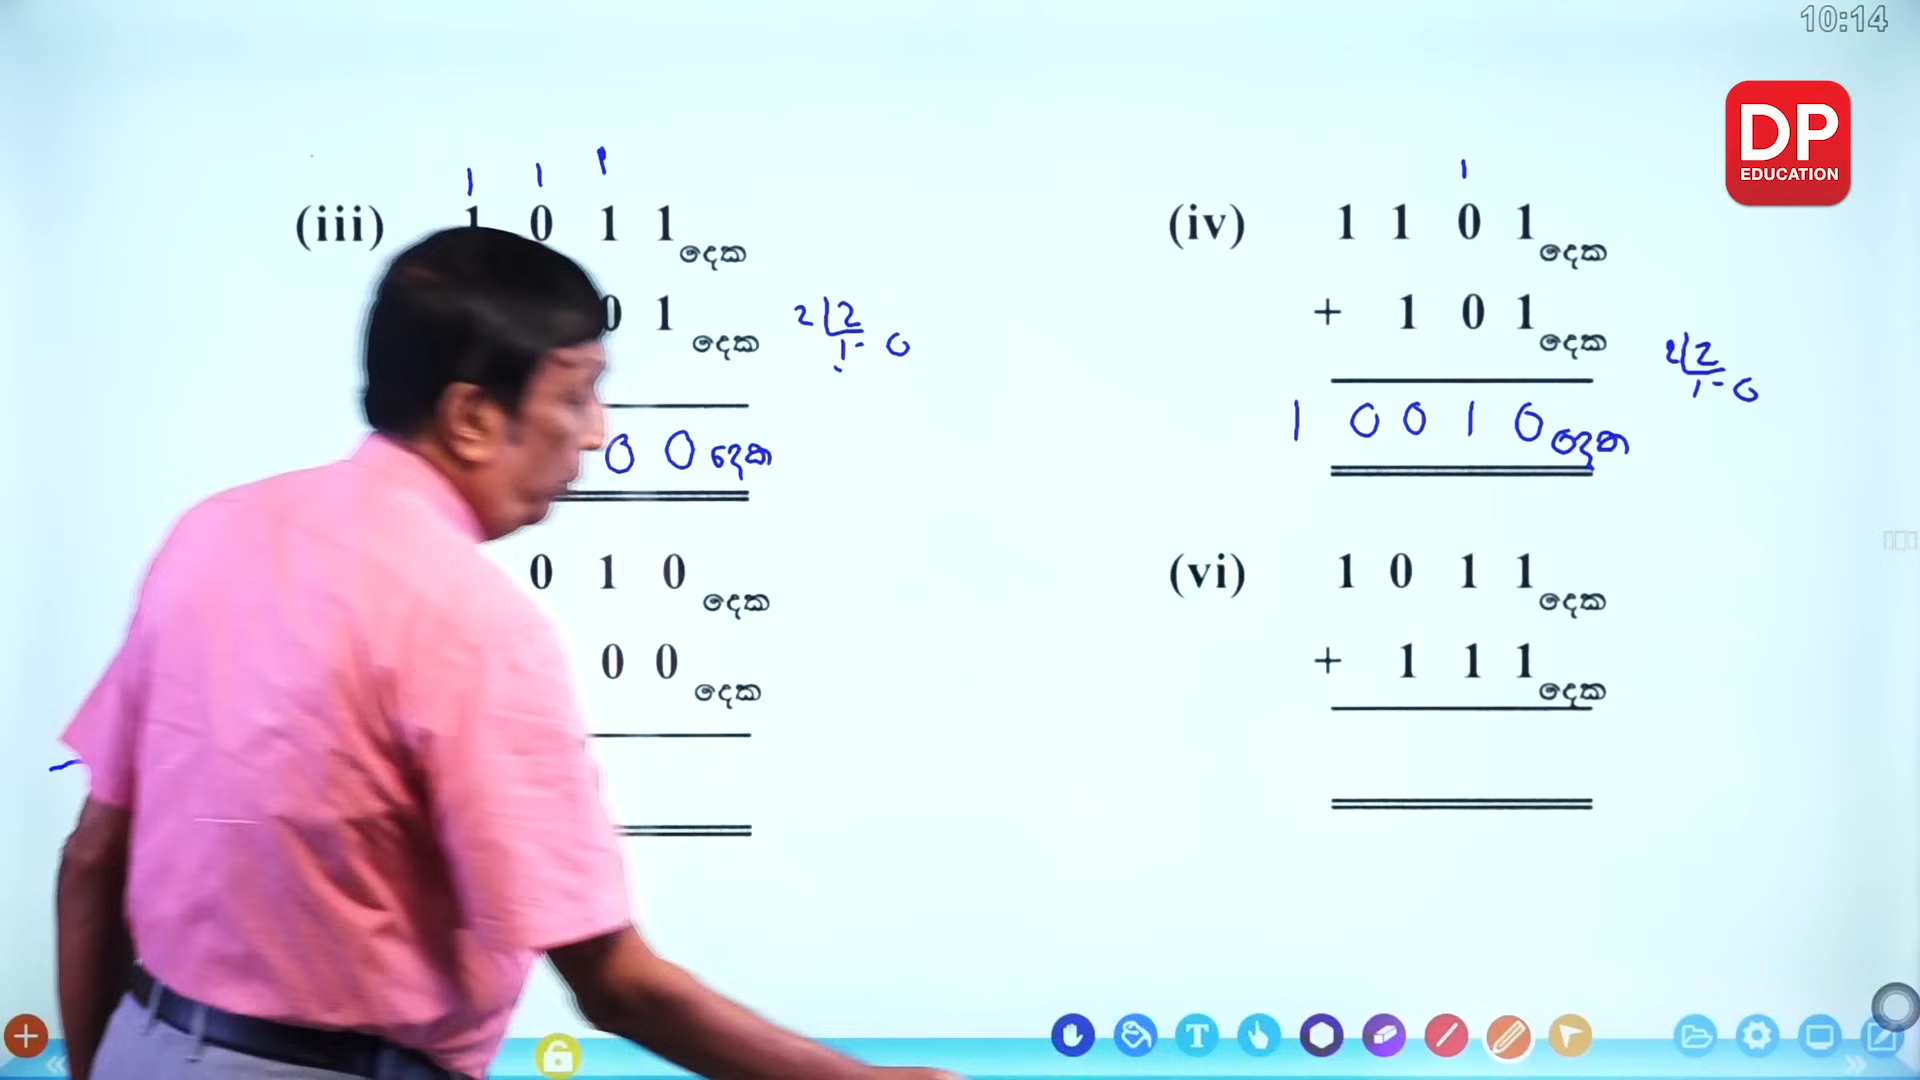 10:14
DP
EDUCATION
1 1 1
(iii) 1 0 1 1 දෙක
0 1 දෙක
2 2
1 - 0
0 0 දෙක
1
(iv) 1 1 0 1 දෙක
+ 1 0 1 දෙක
2 2
1 - 0
1 0 0 1 0 දෙක
0 1 0 දෙක
0 0 දෙක
(vi) 1 0 1 1 දෙක
+ 1 1 1 දෙක